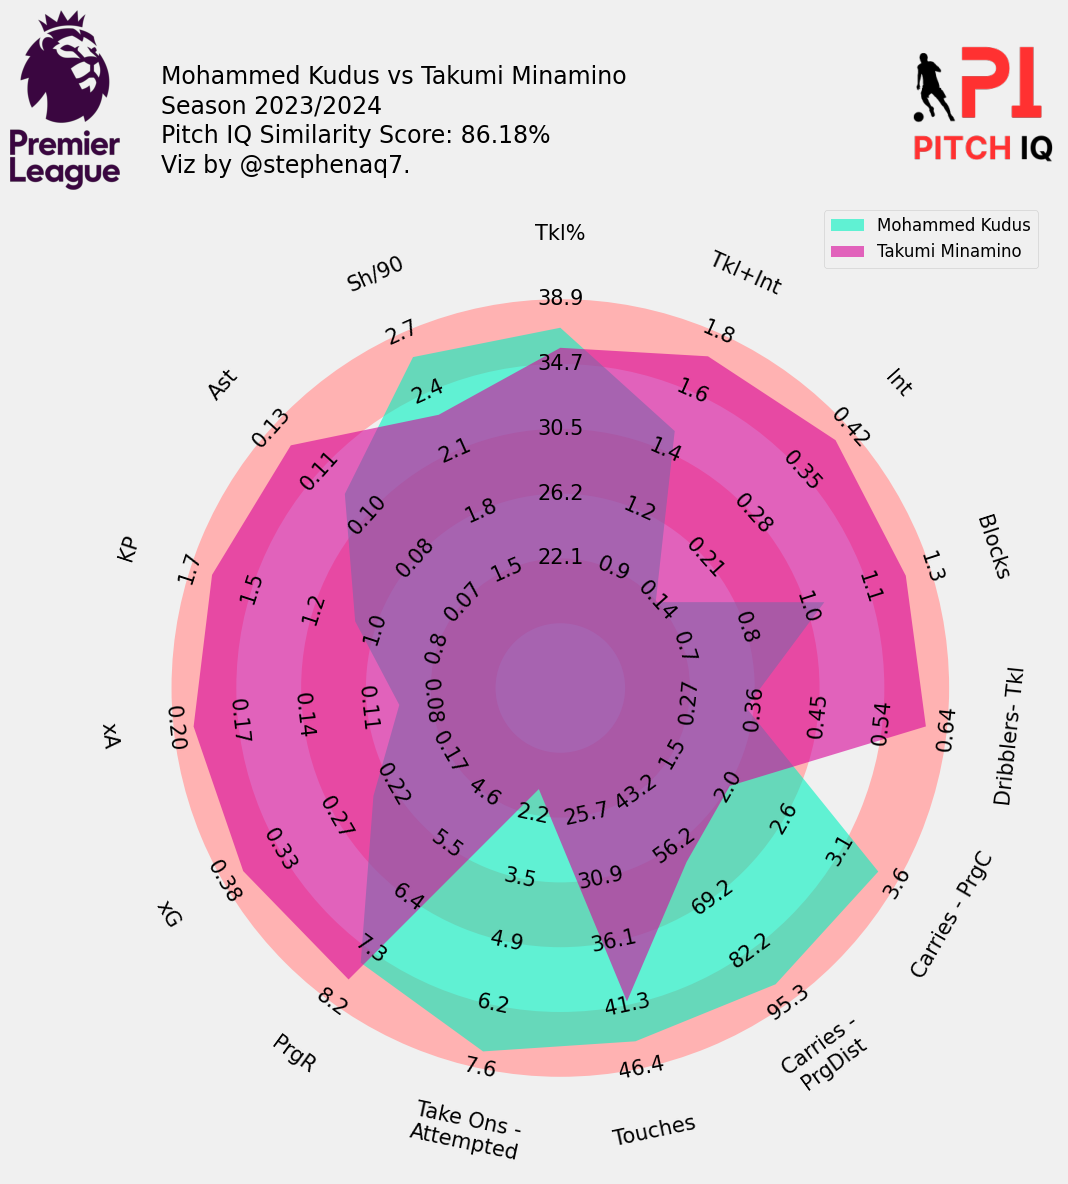 Premier
League
Mohammed Kudus vs Takumi Minamino
Season 2023/2024
Pitch IQ Similarity Score: 86.18%
Viz by @stephenaq7.
PI
PITCH IQ
Mohammed Kudus
Takumi Minamino
Tkl%
38.9
34.7
30.5
26.2
22.1
Tkl+Int
1.8
1.6
1.4
1.2
0.9
Int
0.42
0.35
0.28
0.21
0.14
Blocks
1.3
1.1
1.0
0.8
0.7
Dribblers- Tkl
0.64
0.54
0.45
0.36
0.27
Carries - PrgC
3.6
3.1
2.6
2.0
1.5
Carries -
PrgDist
95.3
82.2
69.2
56.2
43.2
Touches
46.4
41.3
36.1
30.9
25.7
Take Ons -
Attempted
7.6
6.2
4.9
3.5
2.2
PrgR
8.2
7.3
6.4
5.5
4.6
xG
0.38
0.33
0.27
0.22
0.17
xA
0.20
0.17
0.14
0.11
0.08
KP
1.7
1.5
1.2
1.0
0.8
Ast
0.13
0.11
0.10
0.08
0.07
Sh/90
2.7
2.4
2.1
1.8
1.5